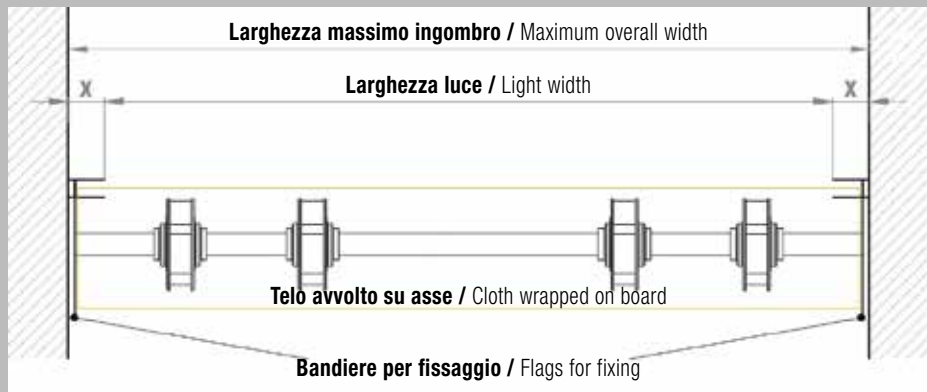 Larghezza massimo ingombro / Maximum overall width
X
Larghezza luce / Light width
X
Telo avvolto su asse / Cloth wrapped on board
Bandiere per fissaggio / Flags for fixing